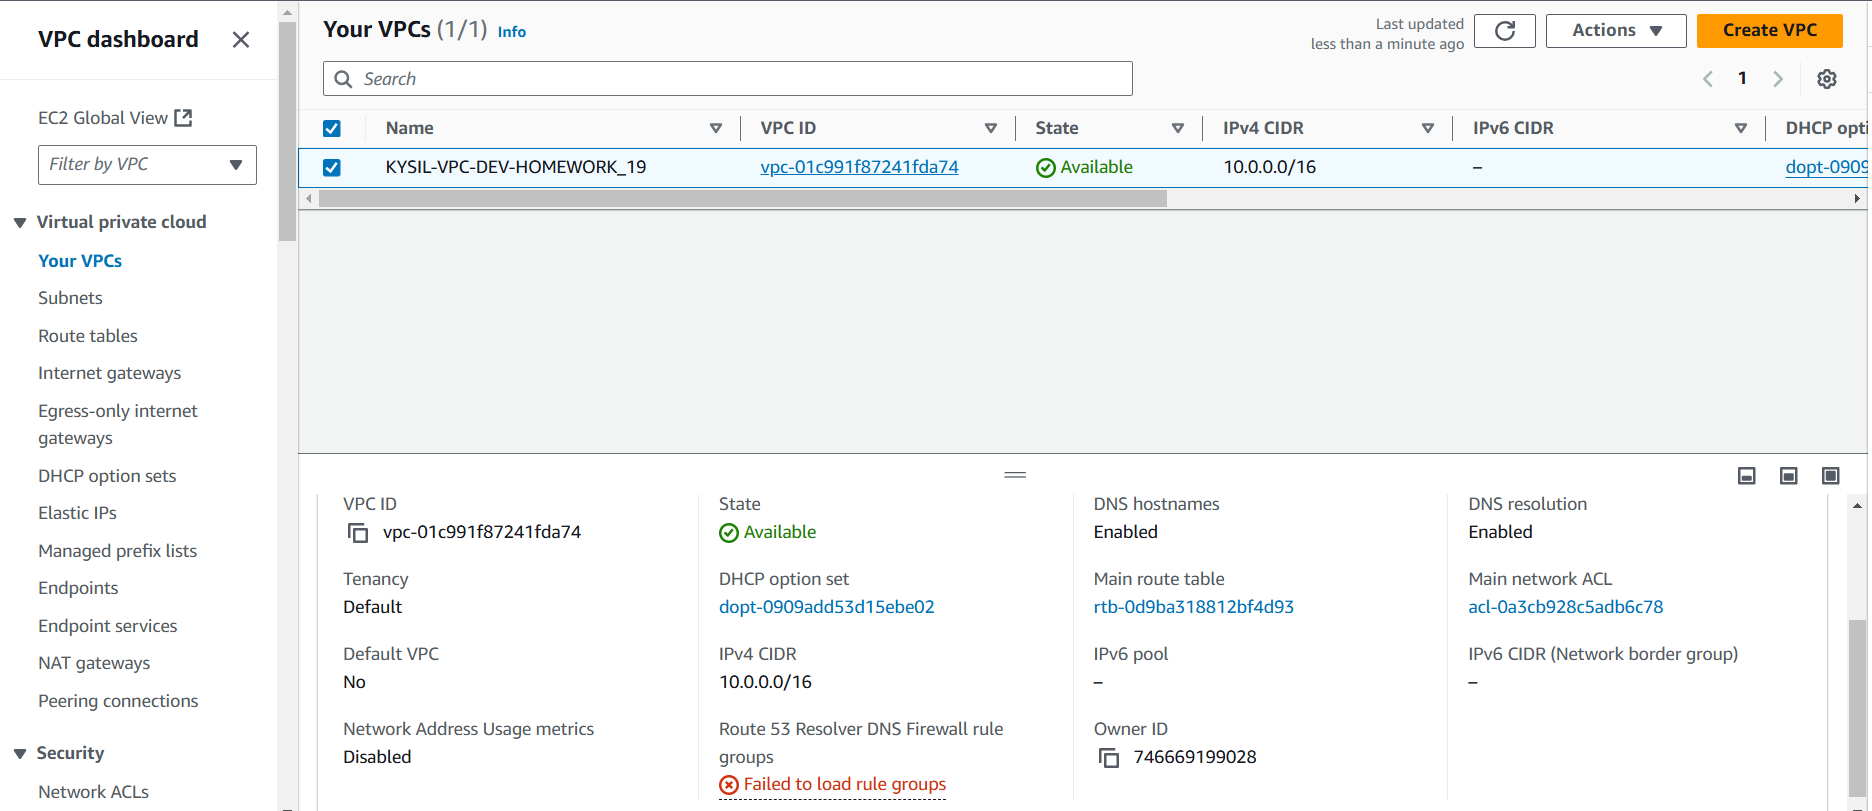 VPC dashboard
EC2 Global View
Filter by VPC
Virtual private cloud
Your VPCs
Subnets
Route tables
Internet gateways
Egress-only internet
gateways
DHCP option sets
Elastic IPs
Managed prefix lists
Endpoints
Endpoint services
NAT gateways
Peering connections
Security
Network ACLs
Your VPCs (1/1) Info
Last updated
less than a minute ago
Actions
Create VPC
Search
1
Name VPC ID State IPv4 CIDR IPv6 CIDR DHCP opti
KYSIL-VPC-DEV-HOMEWORK_19 vpc-01c991f87241fda74 Available 10.0.0.0/16 – dopt-0909
VPC ID State DNS hostnames DNS resolution
vpc-01c991f87241fda74 Available Enabled Enabled
Tenancy DHCP option set Main route table Main network ACL
Default dopt-0909add53d15ebe02 rtb-0d9ba318812bf4d93 acl-0a3cb928c5adb6c78
Default VPC IPv4 CIDR IPv6 pool IPv6 CIDR (Network border group)
No 10.0.0.0/16 – –
Network Address Usage metrics Route 53 Resolver DNS Firewall rule Owner ID
Disabled groups 746669199028
Failed to load rule groups